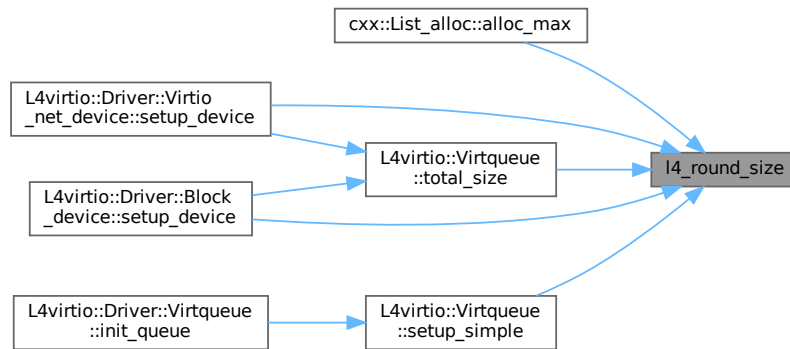 cxx::List_alloc::alloc_max
L4virtio::Driver::Virtio
_net_device::setup_device
L4virtio::Virtqueue
::total_size
l4_round_size
L4virtio::Driver::Block
_device::setup_device
L4virtio::Driver::Virtqueue
::init_queue
L4virtio::Virtqueue
::setup_simple